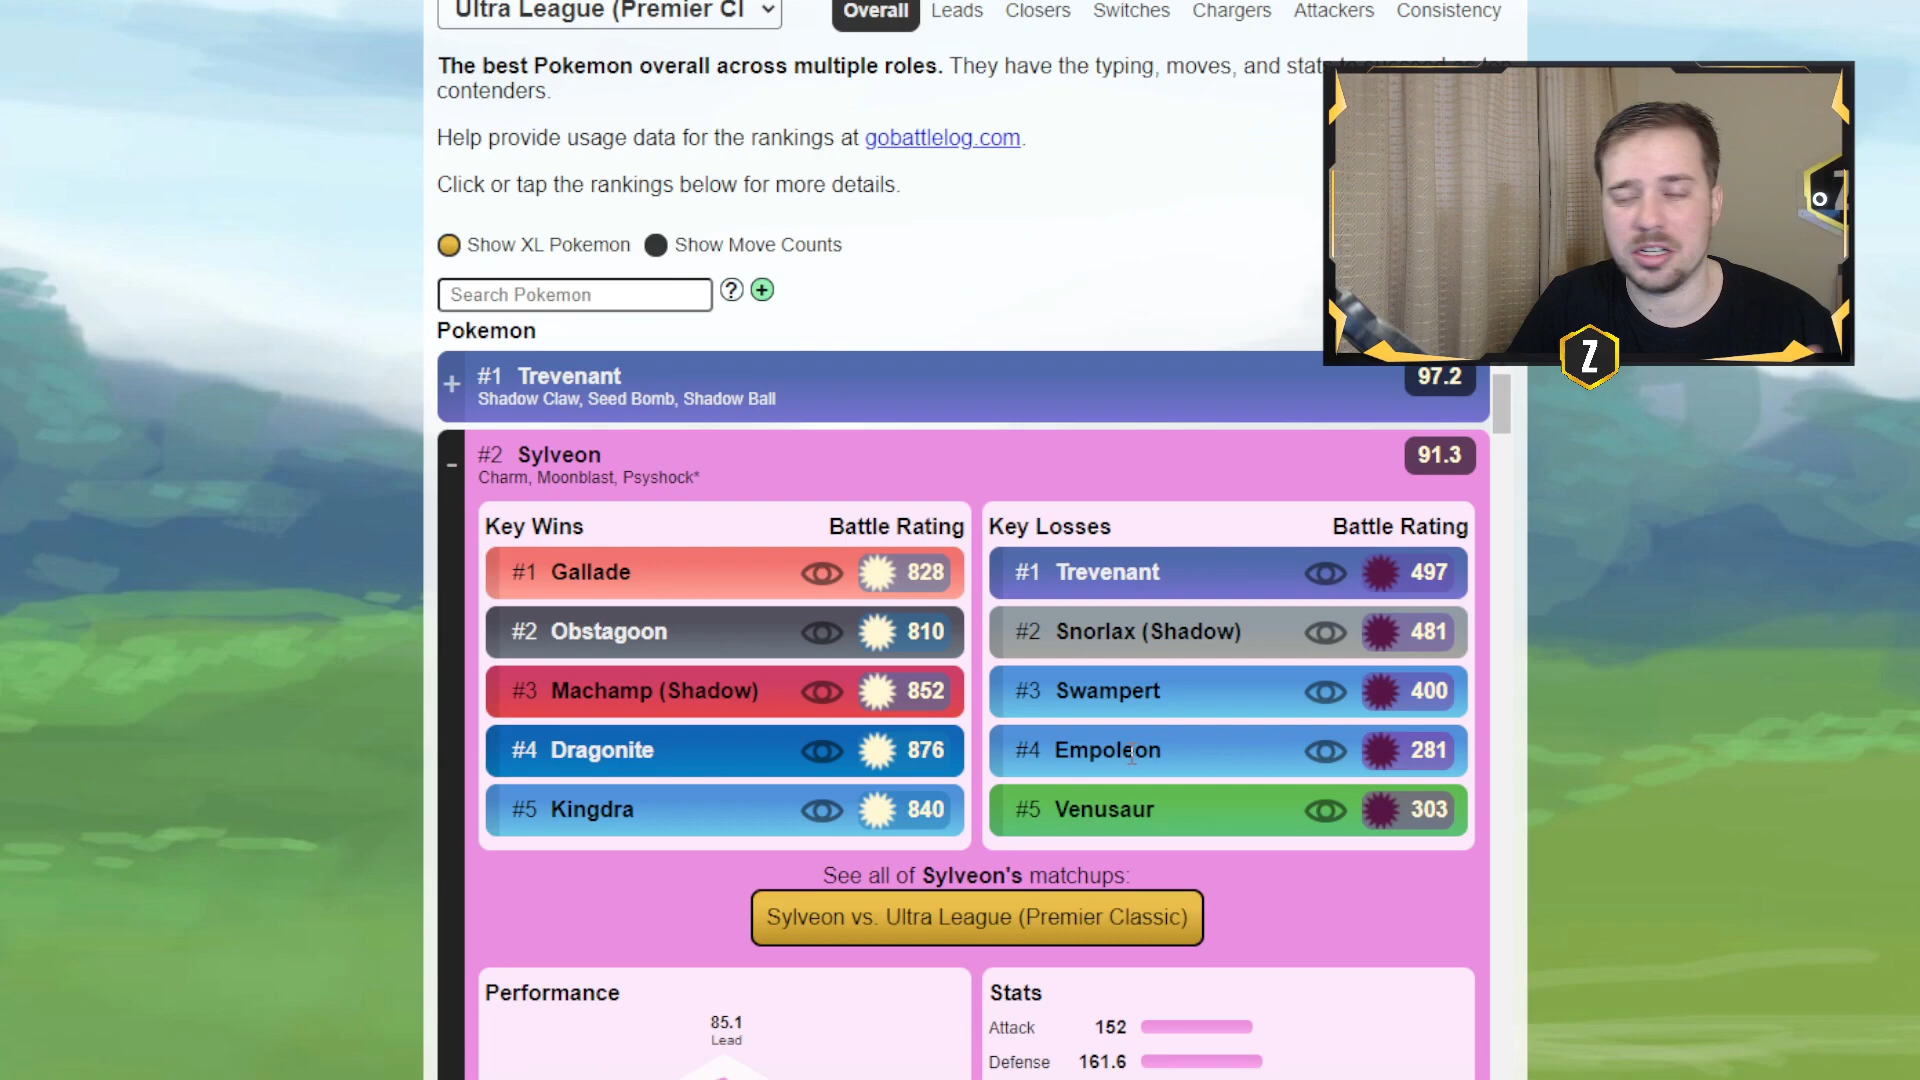 Ultra League (Premier Cl
Overall
Leads
Closers
Switches
Chargers
Attackers
Consistency
The best Pokemon overall across multiple roles. They have the typing, moves, and stats to succeed as top
contenders.
Help provide usage data for the rankings at gobattlelog.com.
Click or tap the rankings below for more details.
Show XL Pokemon
Show Move Counts
Search Pokemon
?
+
Z
Pokemon
+
#1 Trevenant
97.2
Shadow Claw, Seed Bomb, Shadow Ball
-
#2 Sylveon
91.3
Charm, Moonblast, Psyshock*
Key Wins
Battle Rating
#1 Gallade
828
#2 Obstagoon
810
#3 Machamp (Shadow)
852
#4 Dragonite
876
#5 Kingdra
840
Key Losses
Battle Rating
#1 Trevenant
497
#2 Snorlax (Shadow)
481
#3 Swampert
400
#4 Empoleon
281
#5 Venusaur
303
See all of Sylveon's matchups:
Sylveon vs. Ultra League (Premier Classic)
Performance
85.1
Lead
Stats
Attack 152
Defense 161.6